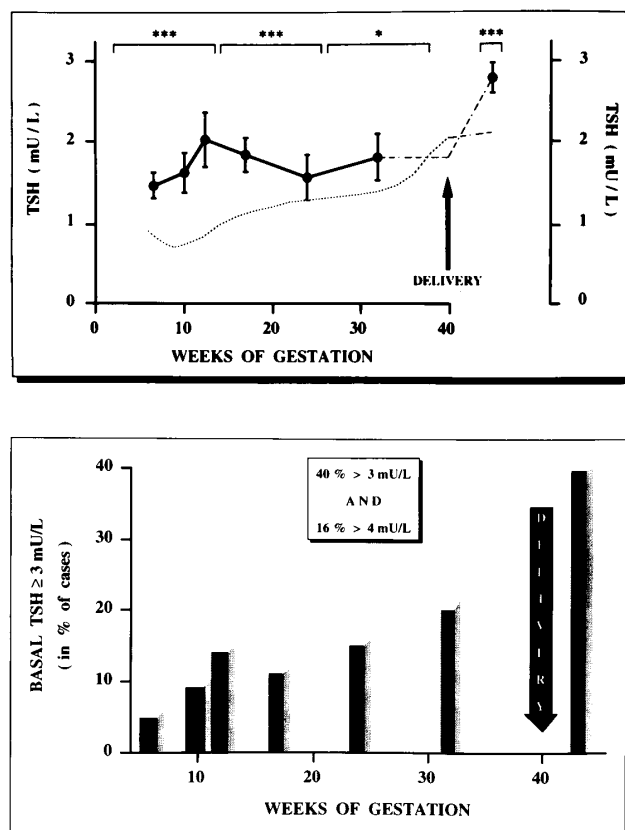 *** *** * ***
3 3
2 2
1 1
0 0
TSH ( mU / L )
TSH ( mU / L )
DELIVERY
0 10 20 30 40
WEEKS OF GESTATION
40
30
20
10
0
BASAL TSH ≥ 3 mU/L
( in % of cases )
40 % > 3 mU/L
A N D
16 % > 4 mU/L
DELIVERY
10 20 30 40
WEEKS OF GESTATION